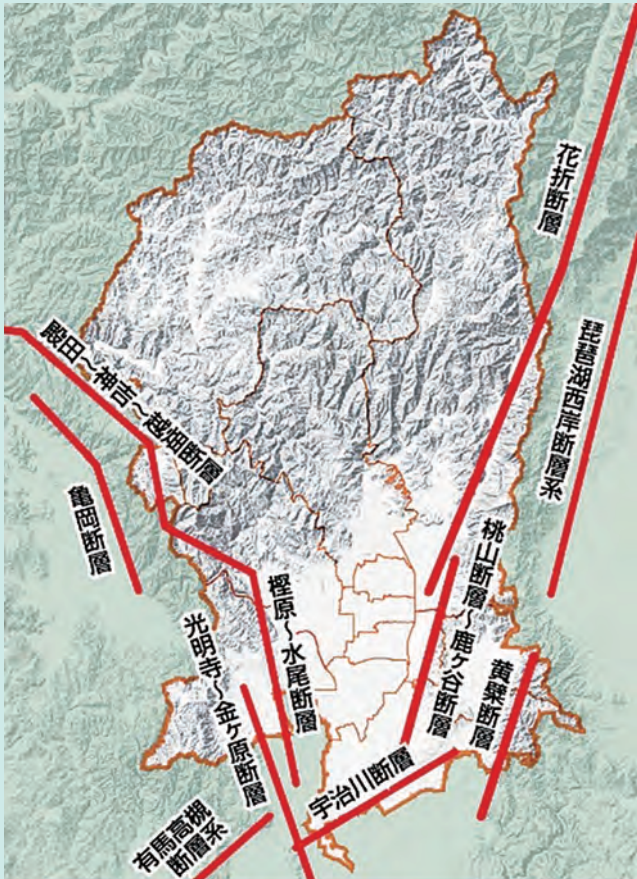 花折断層
琵琶湖西岸断層系
殿田～神吉～越畑断層
亀岡断層
桃山断層～鹿ケ谷断層
樫原～水尾断層
光明寺～金ケ原断層
黄檗断層
宇治川断層
有馬高槻
断層系